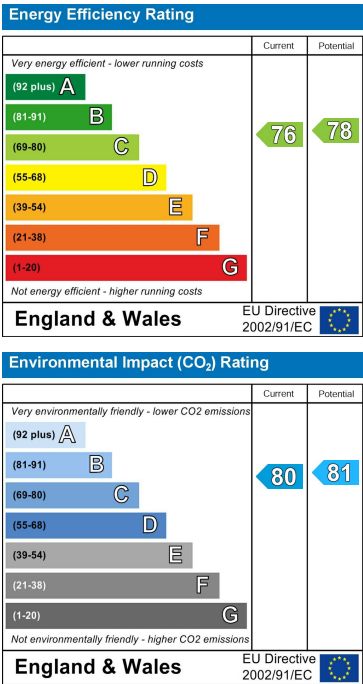 Energy Efficiency Rating
Current Potential
Very energy efficient - lower running costs
(92 plus) A
(81-91) B
(69-80) C
(55-68) D
(39-54) E
(21-38) F
(1-20) G
76 78
Not energy efficient - higher running costs
England & Wales
EU Directive
2002/91/EC
Environmental Impact (CO₂) Rating
Current Potential
Very environmentally friendly - lower CO2 emissions
(92 plus) A
(81-91) B
(69-80) C
(55-68) D
(39-54) E
(21-38) F
(1-20) G
80 81
Not environmentally friendly - higher CO2 emissions
England & Wales
EU Directive
2002/91/EC